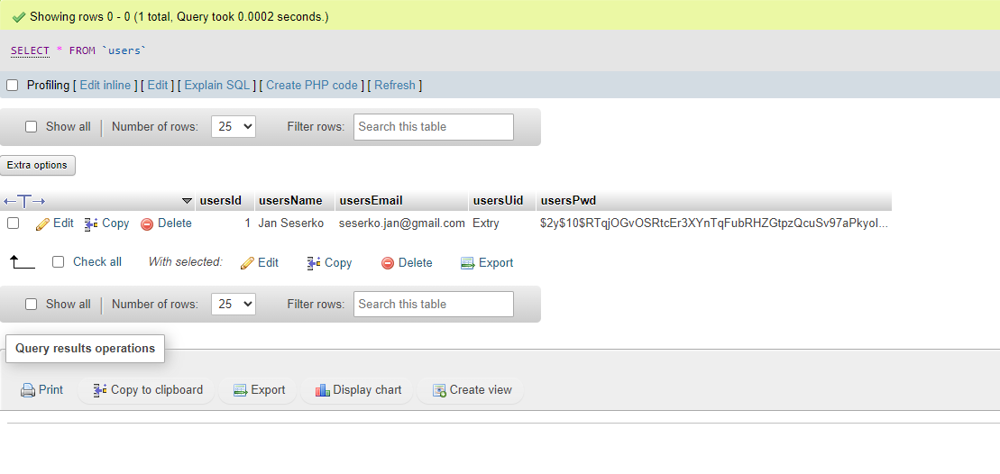 Showing rows 0 - 0 (1 total, Query took 0.0002 seconds.)
SELECT * FROM `users`
Profiling [ Edit inline ] [ Edit ] [ Explain SQL ] [ Create PHP code ] [ Refresh ]
Show all Number of rows: 25 Filter rows: Search this table
Extra options
usersId usersName usersEmail usersUid usersPwd
Edit Copy Delete 1 Jan Seserko seserko.jan@gmail.com Extry $2y$10$RTqjOGvOSRtcEr3XYnTqFubRHZGtpzQcuSv97aPkyol...
Check all With selected: Edit Copy Delete Export
Show all Number of rows: 25 Filter rows: Search this table
Query results operations
Print Copy to clipboard Export Display chart Create view